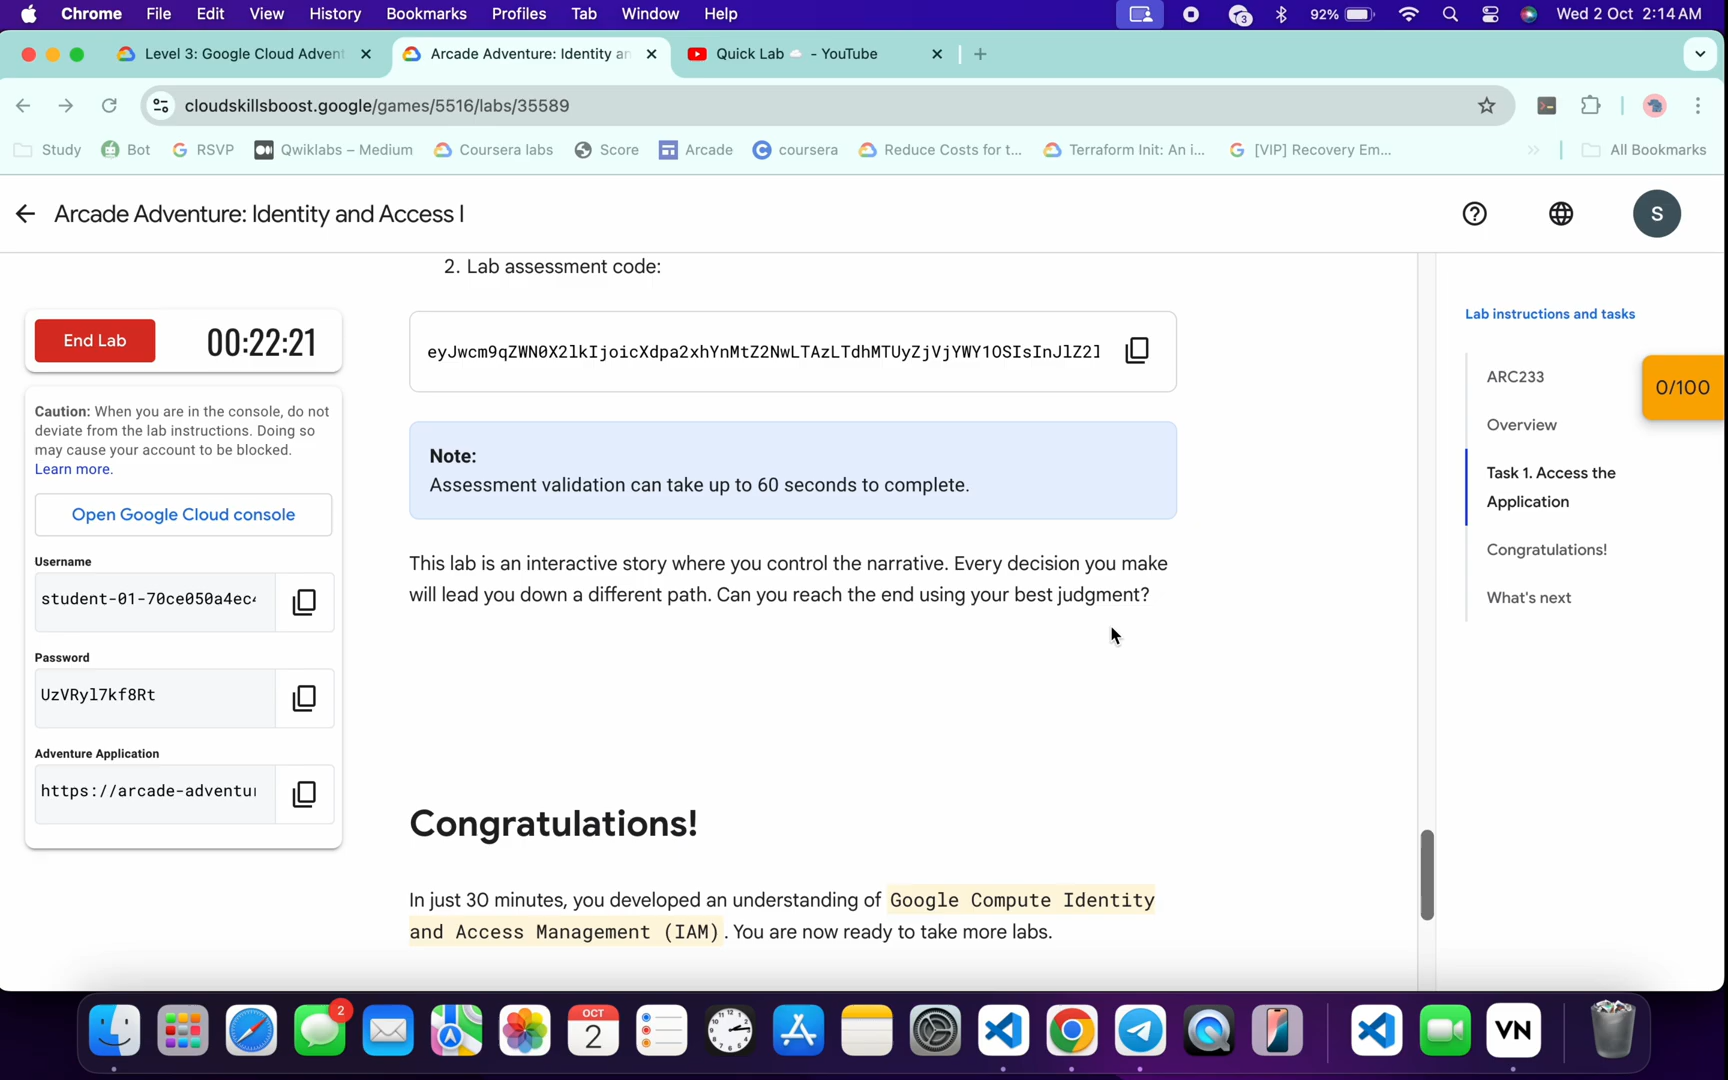 Chrome File Edit View History Bookmarks Profiles Tab Window Help 3 92% Wed 2 Oct 2:14 AM
Level 3: Google Cloud Advent Arcade Adventure: Identity an Quick Lab - YouTube
cloudskillsboost.google/games/5516/labs/35589
Study Bot RSVP Qwiklabs – Medium Coursera labs Score Arcade coursera Reduce Costs for t... Terraform Init: An i... [VIP] Recovery Em... » All Bookmarks
Arcade Adventure: Identity and Access I
S
2. Lab assessment code:
eyJwcm9qZWN0X2lkIjoicXdpa2xhYnMtZ2NwLTAzLTdhMTUyZjVjYWY1OSIsInJlZ2l
Note:
Assessment validation can take up to 60 seconds to complete.
This lab is an interactive story where you control the narrative. Every decision you make
will lead you down a different path. Can you reach the end using your best judgment?
Congratulations!
In just 30 minutes, you developed an understanding of Google Compute Identity
and Access Management (IAM). You are now ready to take more labs.
End Lab 00:22:21
Caution: When you are in the console, do not
deviate from the lab instructions. Doing so
may cause your account to be blocked.
Learn more.
Open Google Cloud console
Username
student-01-70ce050a4ec4
Password
UzVRyl7kf8Rt
Adventure Application
https://arcade-adventur
Lab instructions and tasks
ARC233
Overview
Task 1. Access the
Application
Congratulations!
What's next
0/100
2
OCT
2
VN